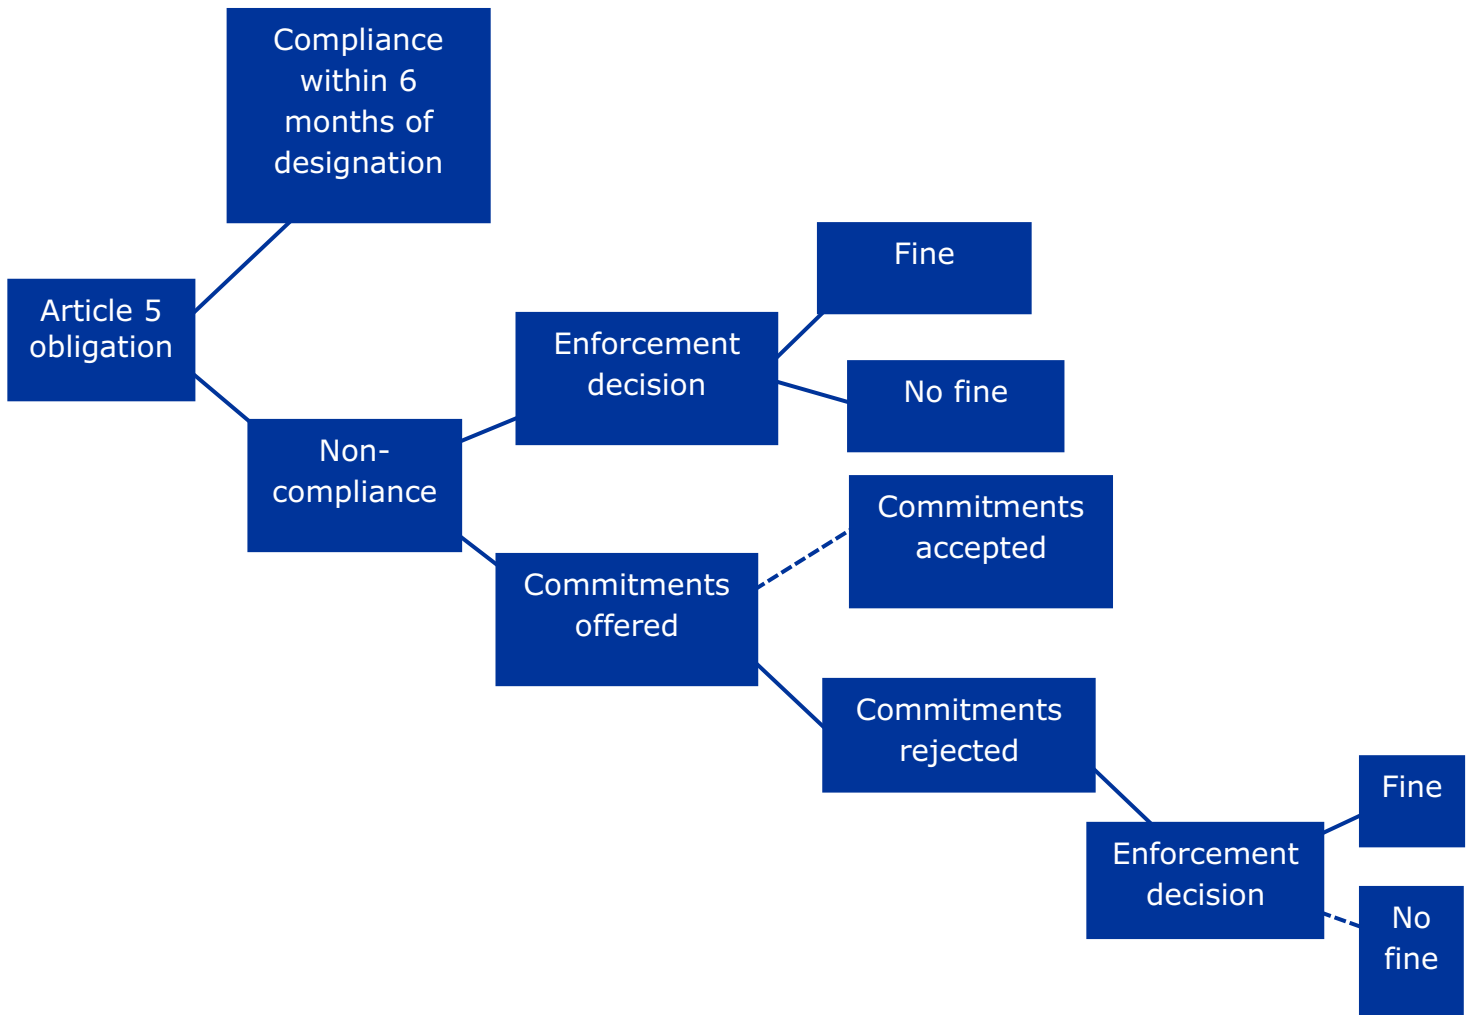 Compliance
within 6
months of
designation
Article 5
obligation
Non-
compliance
Enforcement
decision
Fine
No fine
Commitments
offered
Commitments
accepted
Commitments
rejected
Enforcement
decision
Fine
No
fine